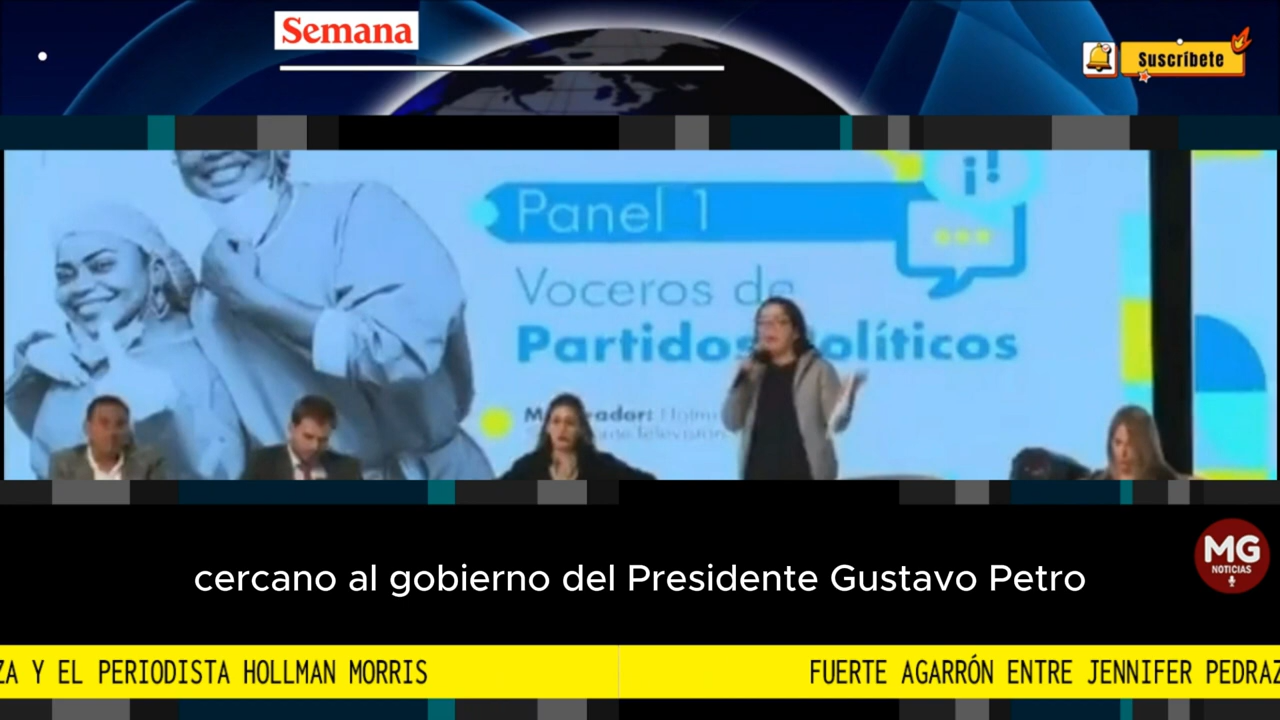 Semana
Suscríbete
¡!
Panel 1
Voceros de
Partidos Políticos
cercano al gobierno del Presidente Gustavo Petro
MG
NOTICIAS
ZA Y EL PERIODISTA HOLLMAN MORRIS
FUERTE AGARRÓN ENTRE JENNIFER PEDRAZ